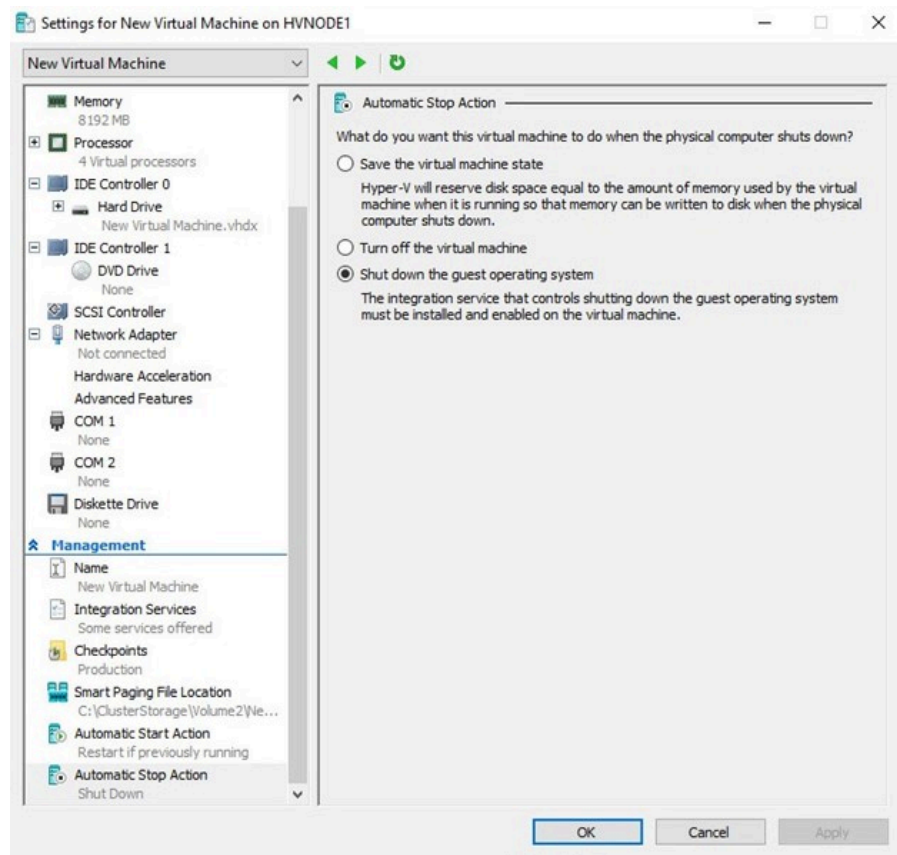 Settings for New Virtual Machine on HVNODE1
New Virtual Machine
Memory
8192 MB
Processor
4 Virtual processors
IDE Controller 0
Hard Drive
New Virtual Machine.vhdx
IDE Controller 1
DVD Drive
None
SCSI Controller
Network Adapter
Not connected
Hardware Acceleration
Advanced Features
COM 1
None
COM 2
None
Diskette Drive
None
Management
Name
New Virtual Machine
Integration Services
Some services offered
Checkpoints
Production
Smart Paging File Location
C:\ClusterStorage\Volume2\Ne...
Automatic Start Action
Restart if previously running
Automatic Stop Action
Shut Down
Automatic Stop Action
What do you want this virtual machine to do when the physical computer shuts down?
Save the virtual machine state
Hyper-V will reserve disk space equal to the amount of memory used by the virtual
machine when it is running so that memory can be written to disk when the physical
computer shuts down.
Turn off the virtual machine
Shut down the guest operating system
The integration service that controls shutting down the guest operating system
must be installed and enabled on the virtual machine.
OK
Cancel
Apply